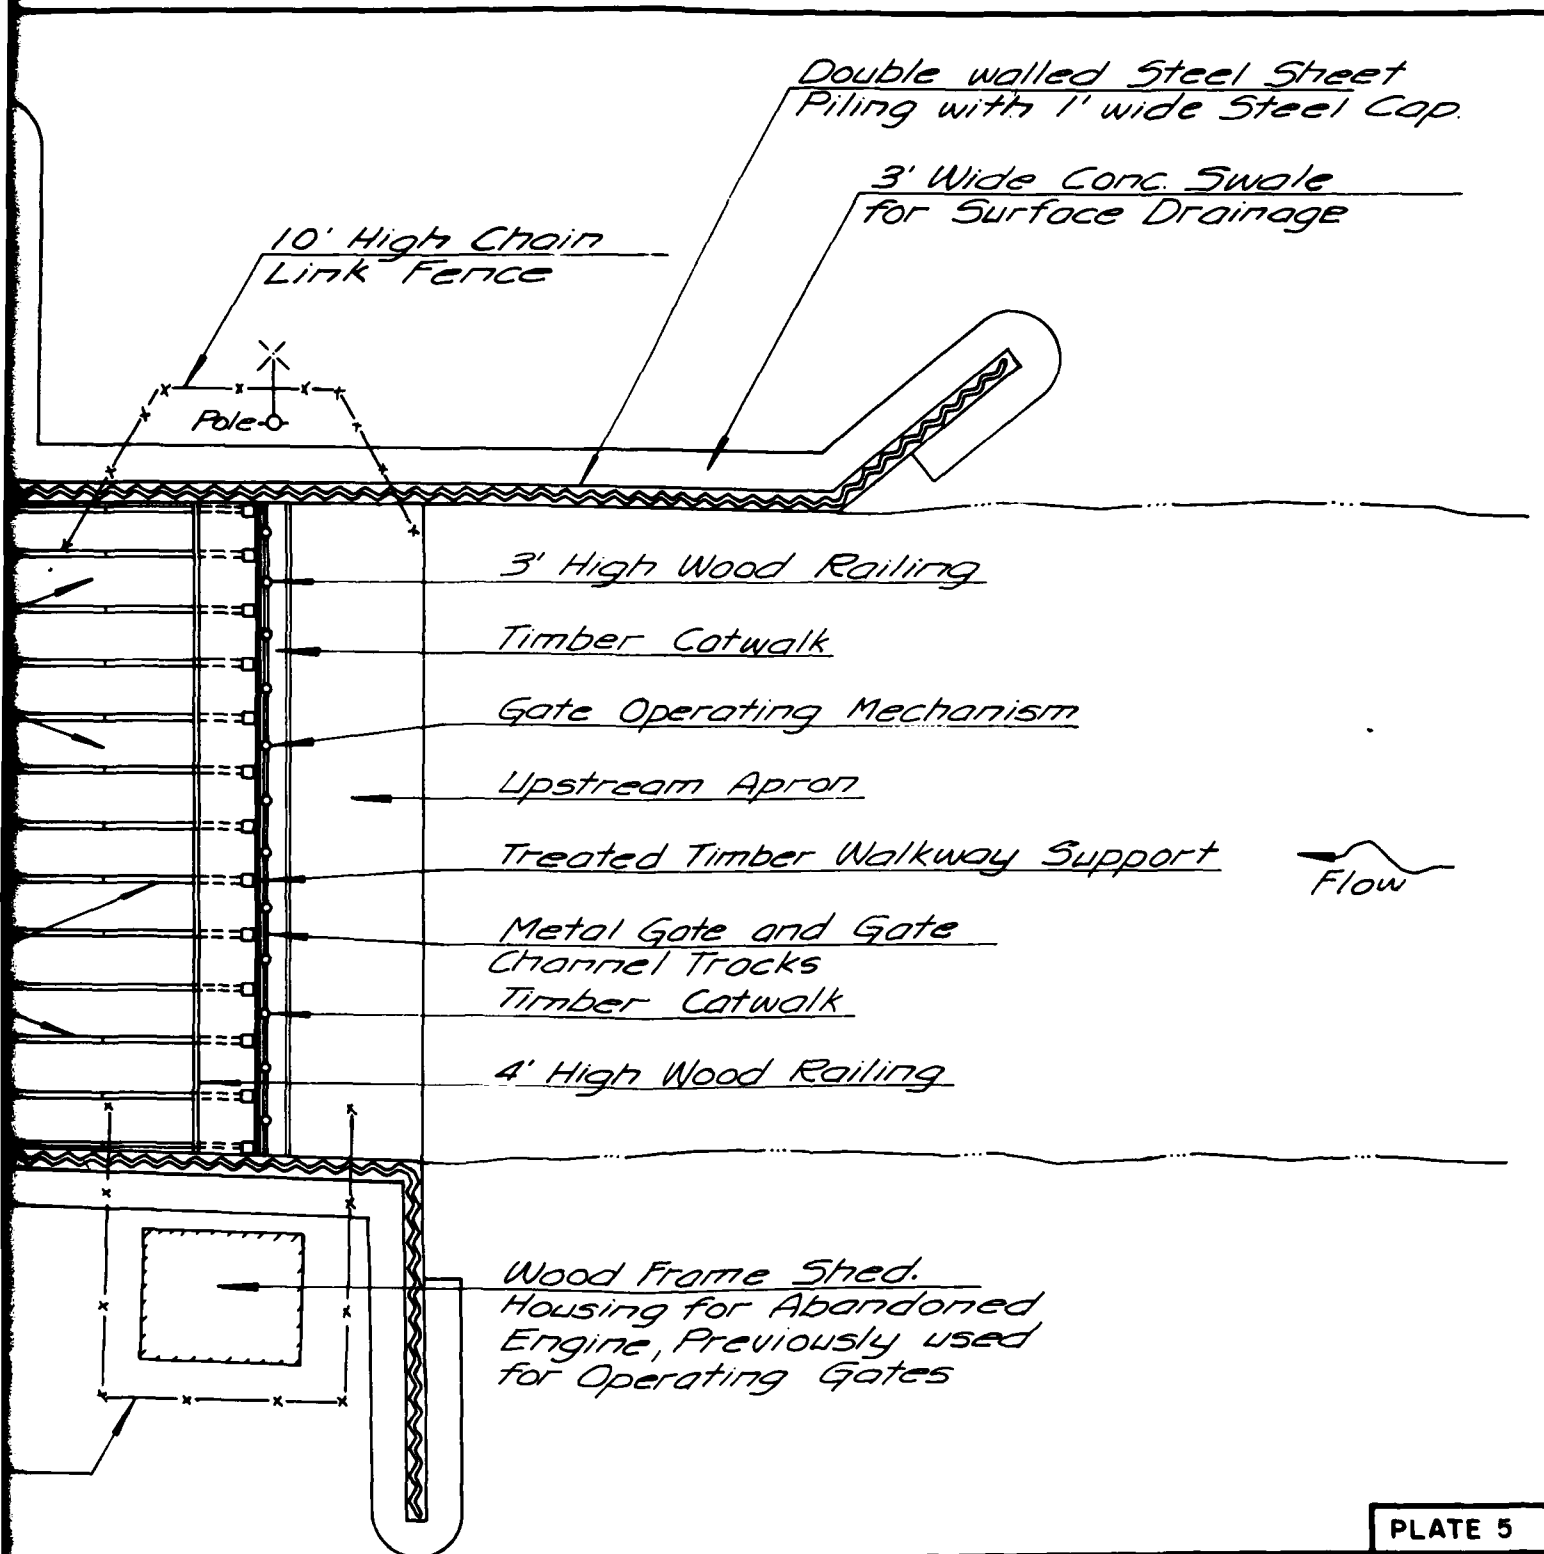 Double walled Steel Sheet
Piling with 1' wide Steel Cap.
3' Wide Conc. Swale
for Surface Drainage
10' High Chain
Link Fence
Pole
3' High Wood Railing
Timber Catwalk
Gate Operating Mechanism
Upstream Apron
Treated Timber Walkway Support
Flow
Metal Gate and Gate
Channel Tracks
Timber Catwalk
4' High Wood Railing
Wood Frame Shed.
Housing for Abandoned
Engine, Previously used
for Operating Gates
PLATE 5